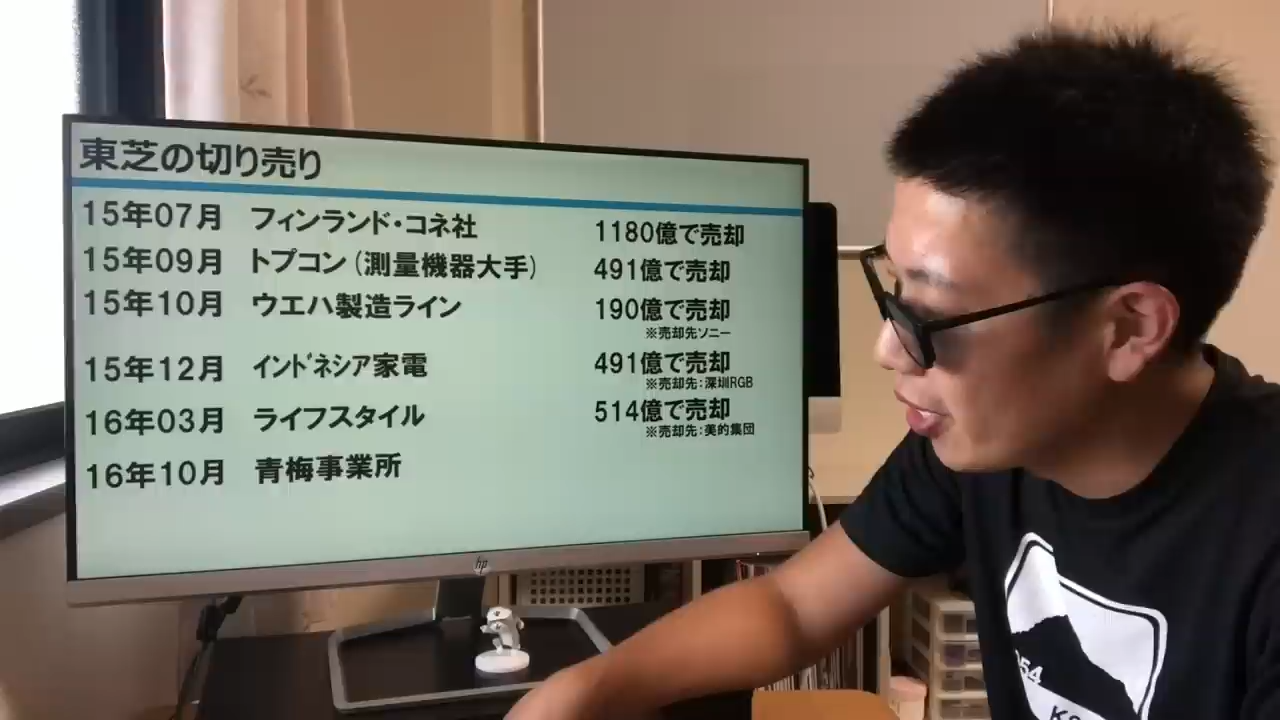 東芝の切り売り
15年07月 フィンランド・コネ社 1180億で売却
15年09月 トプコン(測量機器大手) 491億で売却
15年10月 ウエハ製造ライン 190億で売却
※売却先ソニー
15年12月 インドネシア家電 491億で売却
※売却先:深圳RGB
16年03月 ライフスタイル 514億で売却
※売却先:美的集団
16年10月 青梅事業所
hp